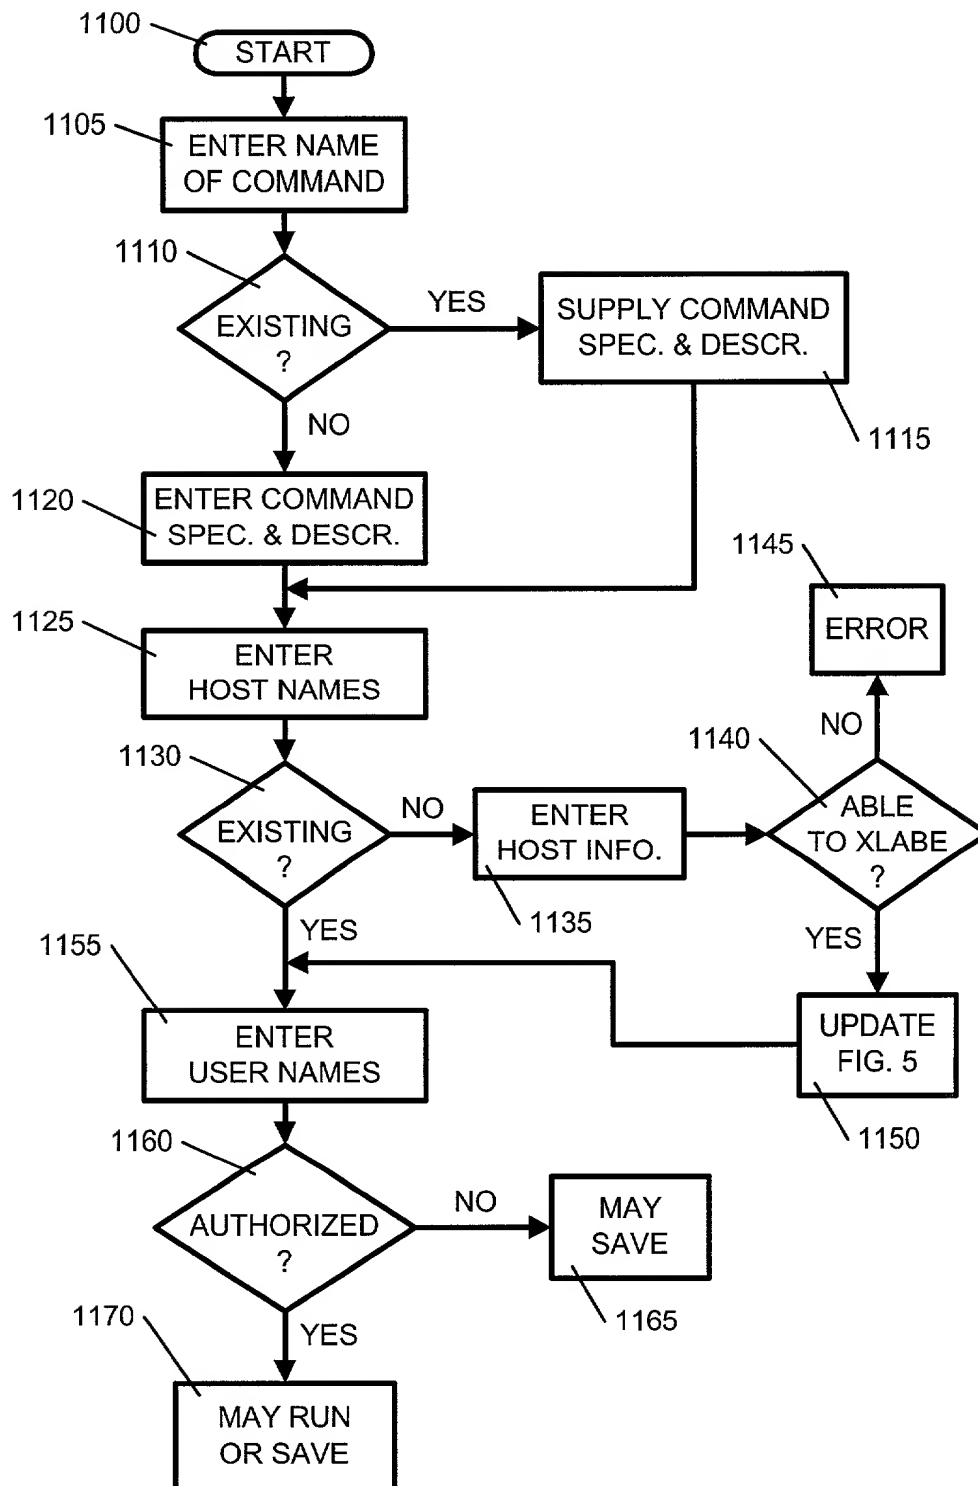 1100
START
1105
ENTER NAME
OF COMMAND
1110
EXISTING
?
YES
SUPPLY COMMAND
SPEC. & DESCR.
1115
NO
1120
ENTER COMMAND
SPEC. & DESCR.
1125
ENTER
HOST NAMES
1130
EXISTING
?
NO
ENTER
HOST INFO.
1135
1140
ABLE
TO XLABE
?
NO
1145
ERROR
YES
UPDATE
FIG. 5
1150
YES
1155
ENTER
USER NAMES
1160
AUTHORIZED
?
NO
MAY
SAVE
1165
YES
1170
MAY RUN
OR SAVE